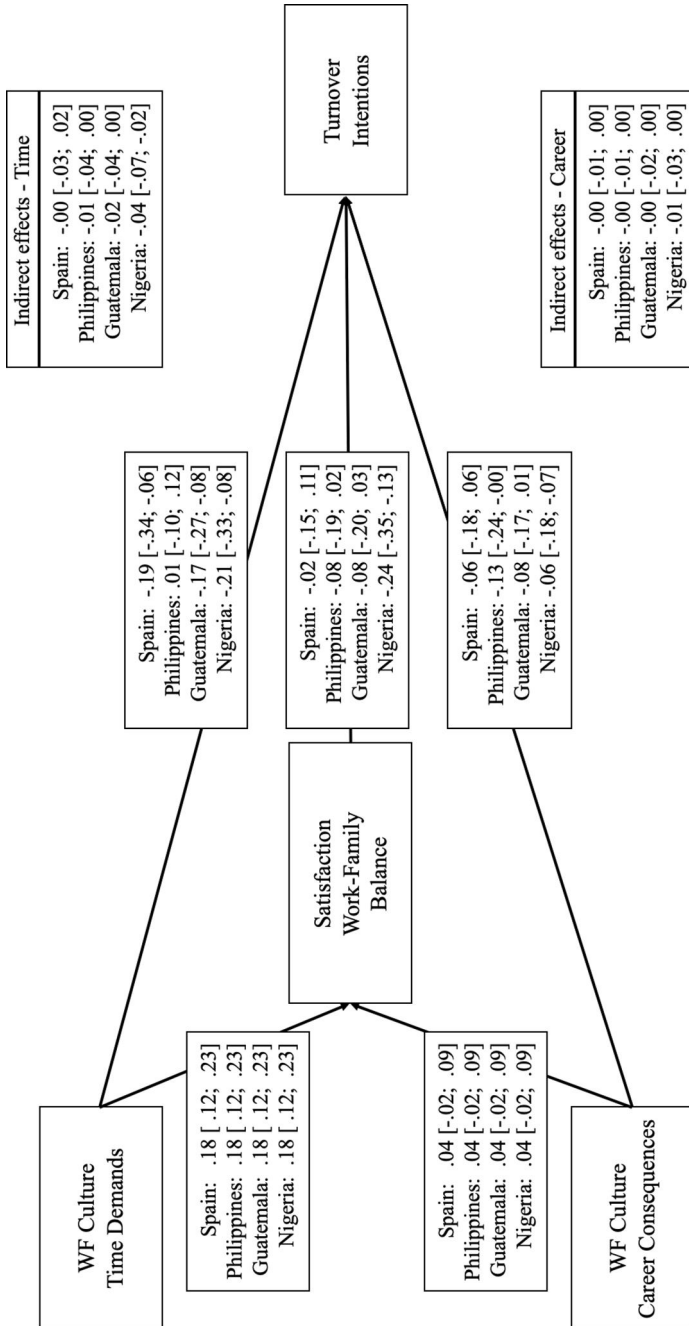 WF Culture
Time Demands
Spain: .18 [ .12; .23]
Philippines: .18 [ .12; .23]
Guatemala: .18 [ .12; .23]
Nigeria: .18 [ .12; .23]
Spain: .04 [-.02; .09]
Philippines: .04 [-.02; .09]
Guatemala: .04 [-.02; .09]
Nigeria: .04 [-.02; .09]
WF Culture
Career Consequences
Satisfaction
Work-Family
Balance
Spain: -.19 [-.34; -.06]
Philippines: .01 [-.10; .12]
Guatemala: -.17 [-.27; -.08]
Nigeria: -.21 [-.33; -.08]
Spain: -.02 [-.15; .11]
Philippines: -.08 [-.19; .02]
Guatemala: -.08 [-.20; .03]
Nigeria: -.24 [-.35; -.13]
Spain: -.06 [-.18; .06]
Philippines: -.13 [-.24; -.00]
Guatemala: -.08 [-.17; .01]
Nigeria: -.06 [-.18; -.07]
Turnover
Intentions
Indirect effects - Time
Spain: -.00 [-.03; .02]
Philippines: -.01 [-.04; .00]
Guatemala: -.02 [-.04; .00]
Nigeria: -.04 [-.07; -.02]
Indirect effects - Career
Spain: -.00 [-.01; .00]
Philippines: -.00 [-.01; .00]
Guatemala: -.00 [-.02; .00]
Nigeria: -.01 [-.03; .00]